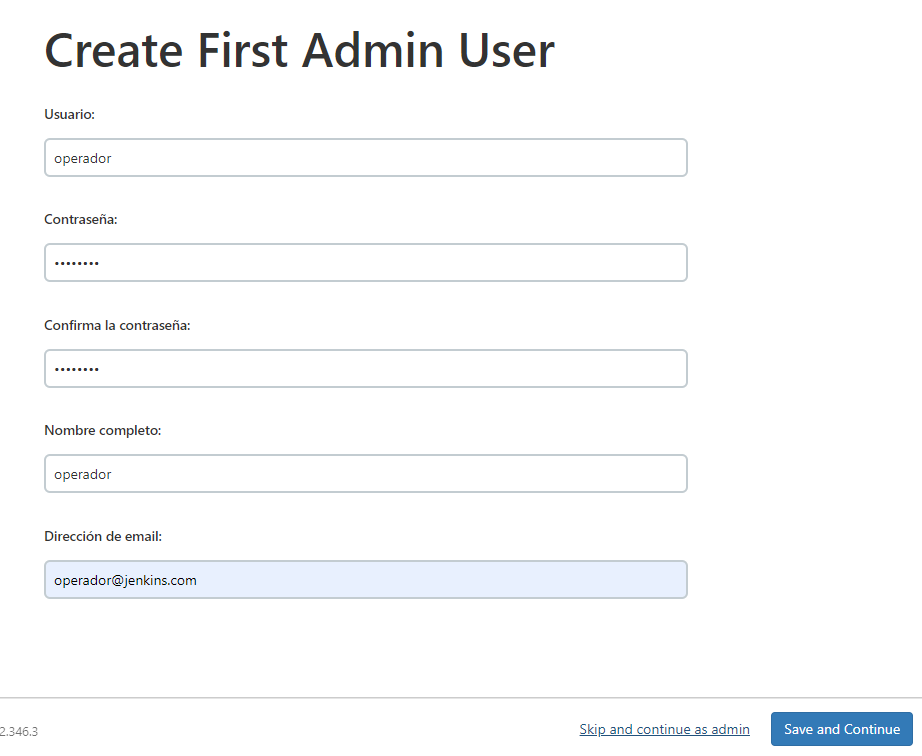 Create First Admin User
Usuario:
operador
Contraseña:
••••••••
Confirma la contraseña:
••••••••
Nombre completo:
operador
Dirección de email:
operador@jenkins.com
2.346.3
Skip and continue as admin
Save and Continue